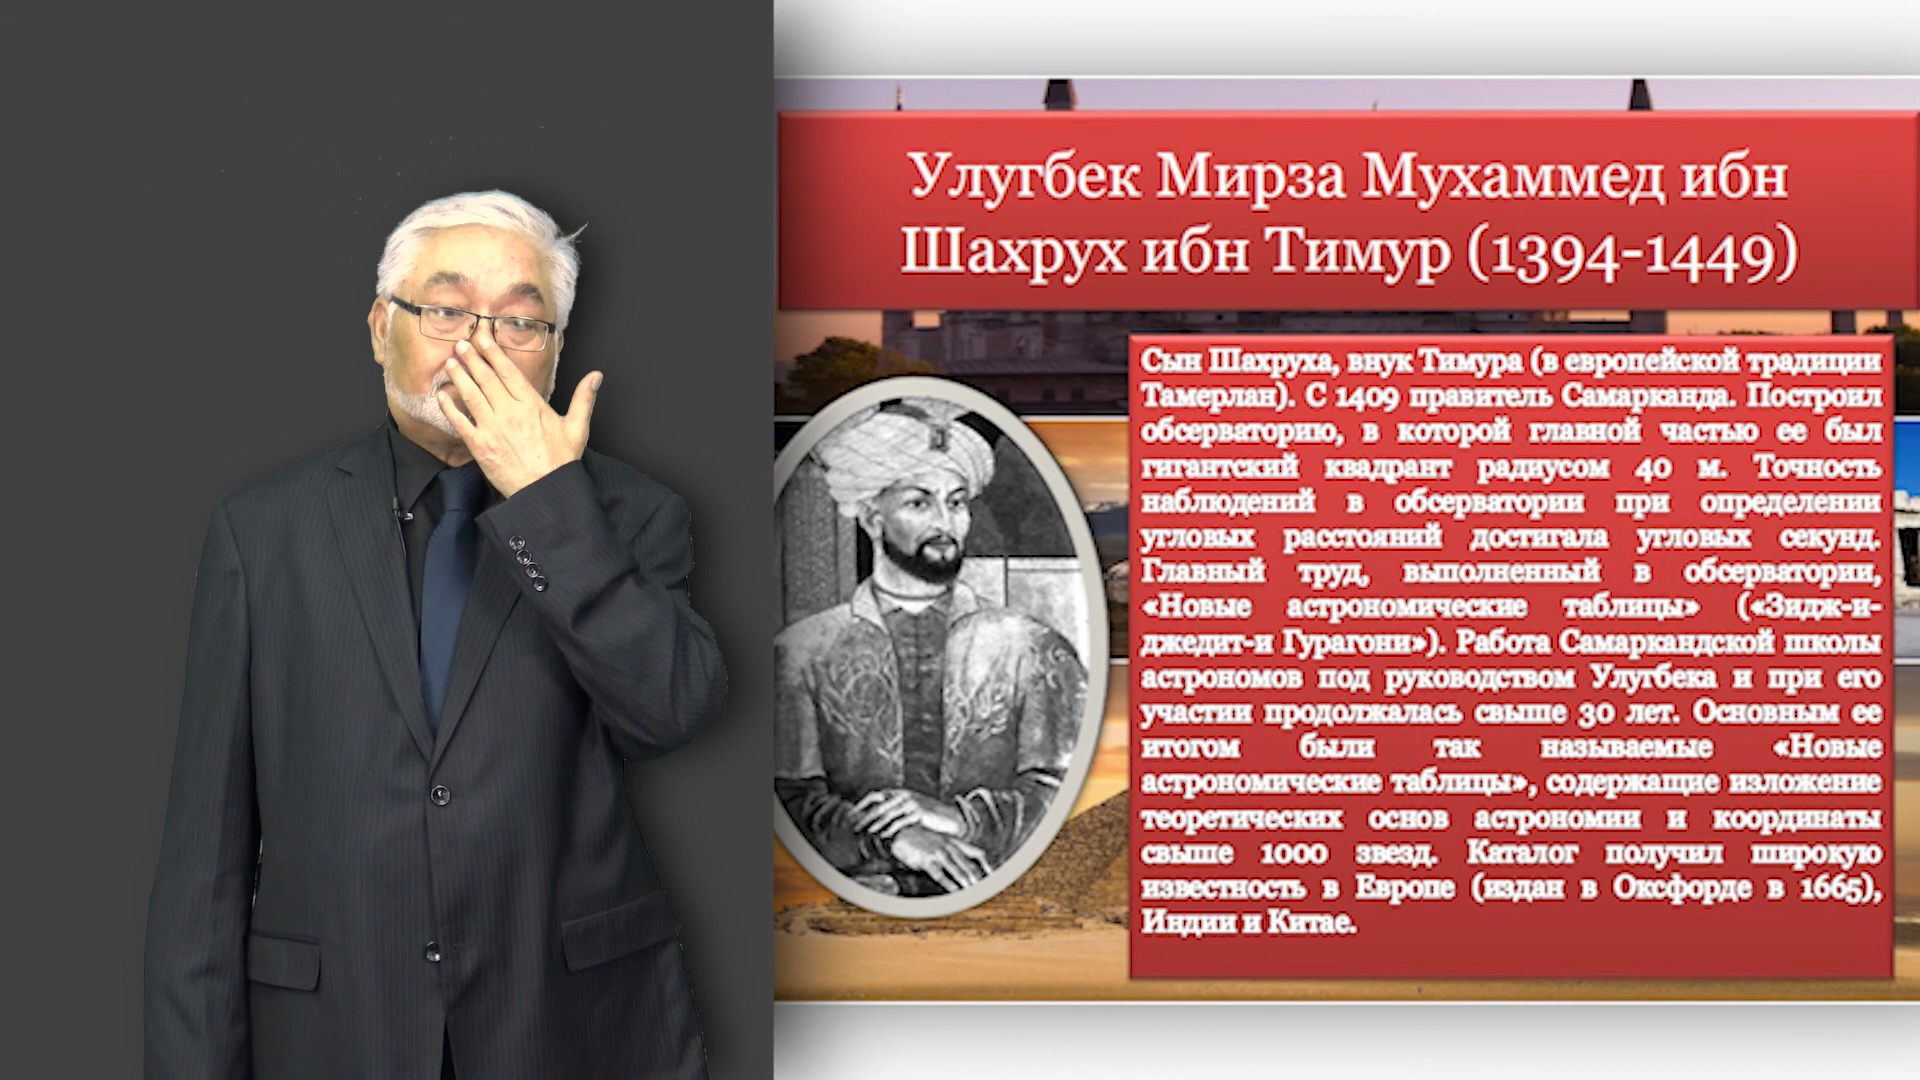 Улугбек Мирза Мухаммед ибн
Шахрух ибн Тимур (1394-1449)
Сын Шахруха, внук Тимура (в европейской традиции
Тамерлан). С 1409 правитель Самарканда. Построил
обсерваторию, в которой главной частью ее был
гигантский квадрант радиусом 40 м. Точность
наблюдений в обсерватории при определении
угловых расстояний достигала угловых секунд.
Главный труд, выполненный в обсерватории,
«Новые астрономические таблицы» («Зидж-и-
джедит-и Гурагони»). Работа Самаркандской школы
астрономов под руководством Улугбека и при его
участии продолжалась свыше 30 лет. Основным ее
итогом были так называемые «Новые
астрономические таблицы», содержащие изложение
теоретических основ астрономии и координаты
свыше 1000 звезд. Каталог получил широкую
известность в Европе (издан в Оксфорде в 1665),
Индии и Китае.